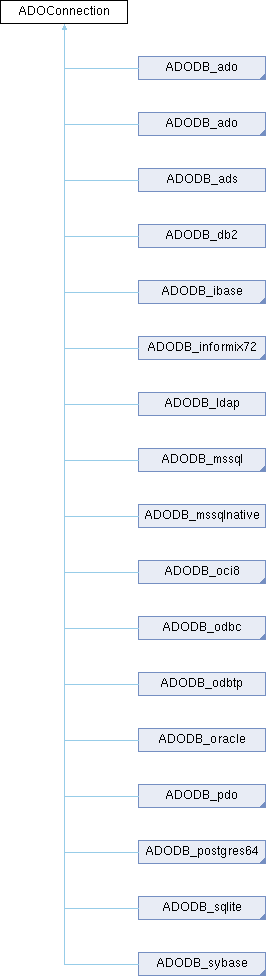 ADOConnection
ADODB_ado
ADODB_ado
ADODB_ads
ADODB_db2
ADODB_ibase
ADODB_informix72
ADODB_ldap
ADODB_mssql
ADODB_mssqlnative
ADODB_oci8
ADODB_odbc
ADODB_odbtp
ADODB_oracle
ADODB_pdo
ADODB_postgres64
ADODB_sqlite
ADODB_sybase